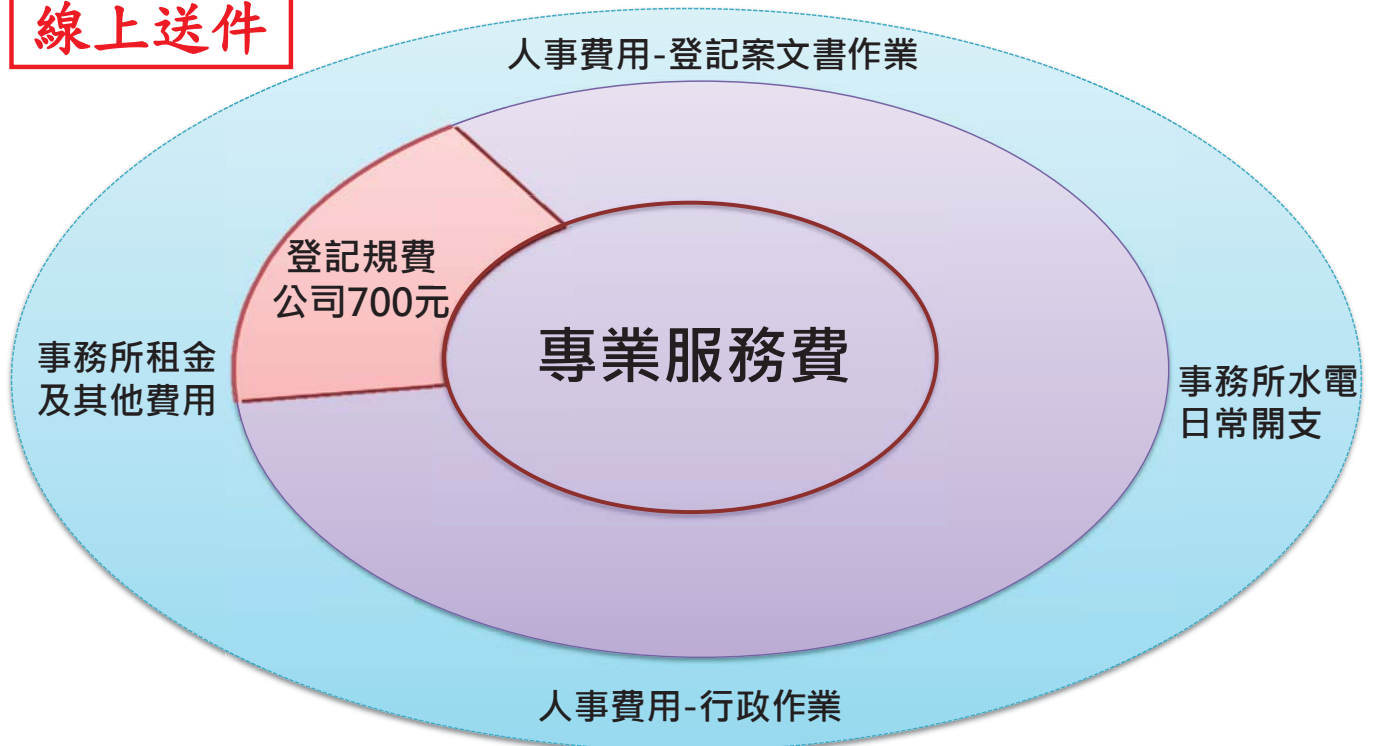 線上送件
人事費用-登記案文書作業
登記規費
公司700元
專業服務費
事務所租金
及其他費用
事務所水電
日常開支
人事費用-行政作業